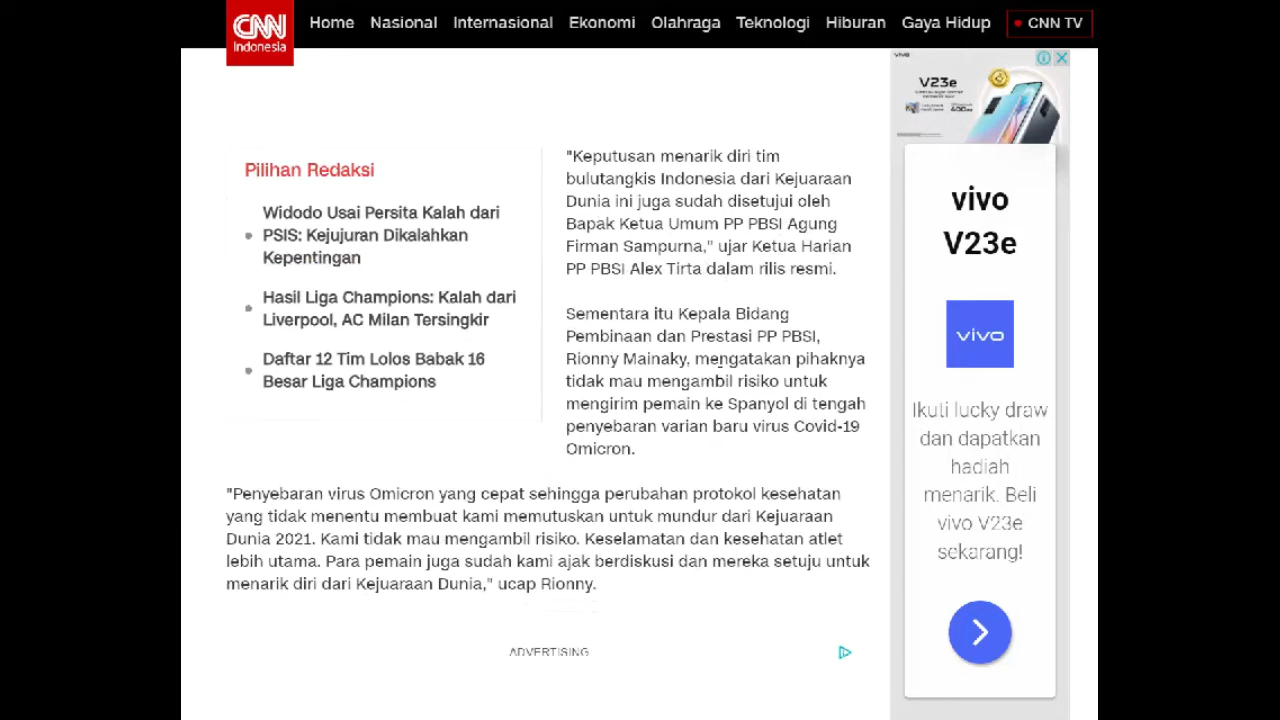 CNN
Indonesia
Home Nasional Internasional Ekonomi Olahraga Teknologi Hiburan Gaya Hidup CNN TV
Pilihan Redaksi
Widodo Usai Persita Kalah dari
PSIS: Kejujuran Dikalahkan
Kepentingan
Hasil Liga Champions: Kalah dari
Liverpool, AC Milan Tersingkir
Daftar 12 Tim Lolos Babak 16
Besar Liga Champions
"Keputusan menarik diri tim
bulutangkis Indonesia dari Kejuaraan
Dunia ini juga sudah disetujui oleh
Bapak Ketua Umum PP PBSI Agung
Firman Sampurna," ujar Ketua Harian
PP PBSI Alex Tirta dalam rilis resmi.
Sementara itu Kepala Bidang
Pembinaan dan Prestasi PP PBSI,
Rionny Mainaky, mengatakan pihaknya
tidak mau mengambil risiko untuk
mengirim pemain ke Spanyol di tengah
penyebaran varian baru virus Covid-19
Omicron.
"Penyebaran virus Omicron yang cepat sehingga perubahan protokol kesehatan
yang tidak menentu membuat kami memutuskan untuk mundur dari Kejuaraan
Dunia 2021. Kami tidak mau mengambil risiko. Keselamatan dan kesehatan atlet
lebih utama. Para pemain juga sudah kami ajak berdiskusi dan mereka setuju untuk
menarik diri dari Kejuaraan Dunia," ucap Rionny.
ADVERTISING
vivo
V23e
vivo
V23e
vivo
Ikuti lucky draw
dan dapatkan
hadiah
menarik. Beli
vivo V23e
sekarang!